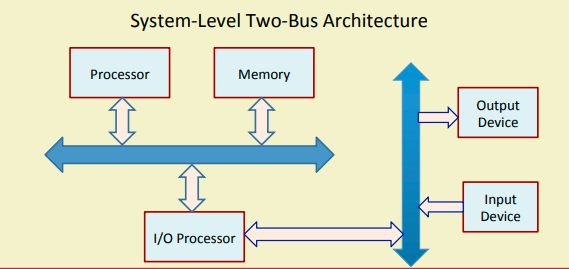 System-Level Two-Bus Architecture
Processor
Memory
Output
Device
Input
Device
I/O Processor